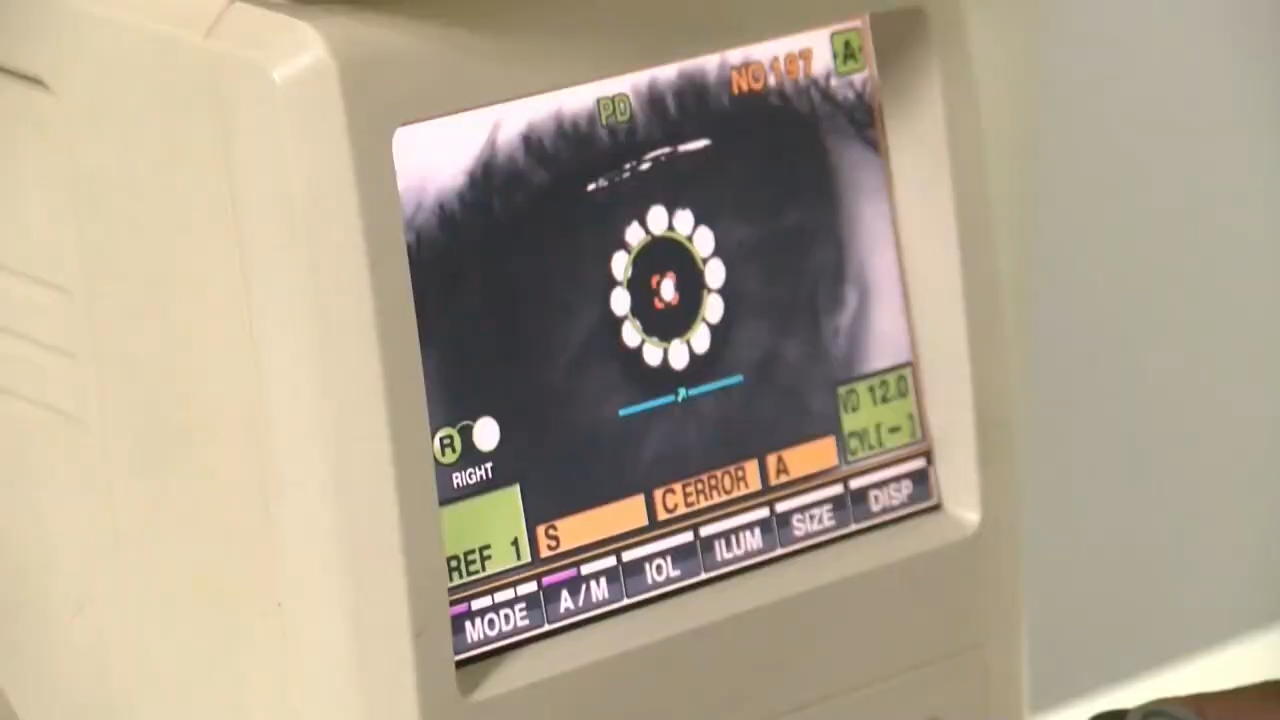 PD NO 197 A
VD 12.0
CYL[-]
R
RIGHT
REF 1 S C ERROR A
MODE A/M IOL ILUM SIZE DISP